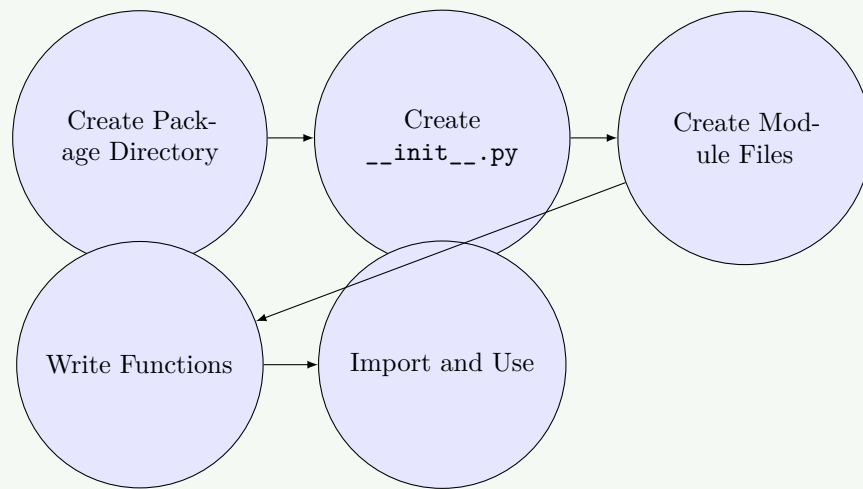 Create Pack-
age Directory
Create
__init__.py
Create Mod-
ule Files
Write Functions
Import and Use